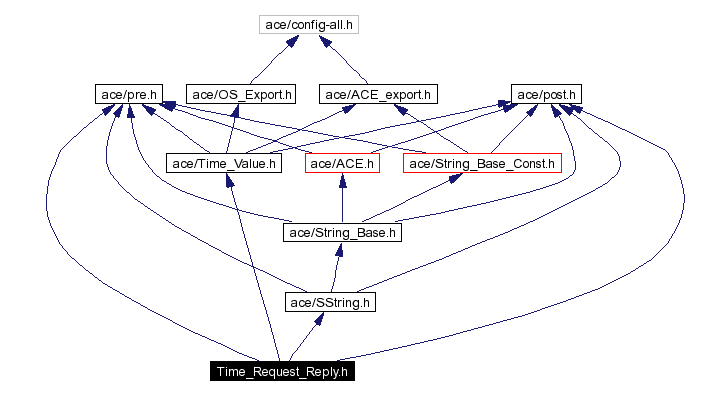 ace/config-all.h
ace/pre.h
ace/OS_Export.h
ace/ACE_export.h
ace/post.h
ace/Time_Value.h
ace/ACE.h
ace/String_Base_Const.h
ace/String_Base.h
ace/SString.h
Time_Request_Reply.h